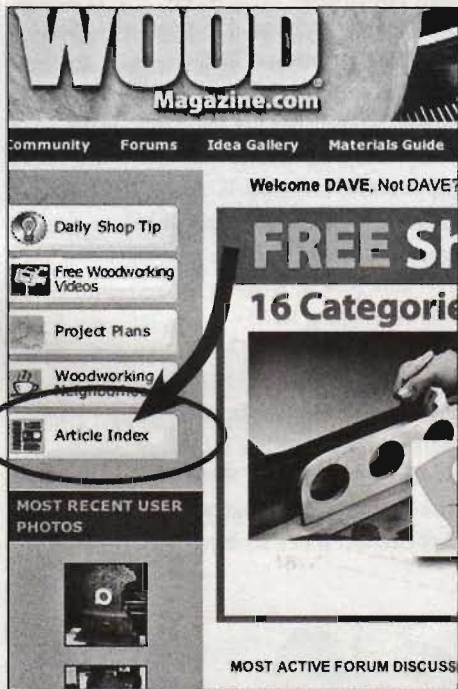 WOOD®
Magazine.com
Community Forums Idea Gallery Materials Guide
Welcome DAVE, Not DAVE?
Daily Shop Tip
FREE Sh
Free Woodworking
Videos
16 Categorie
Project Plans
Woodworking
Article Index
MOST RECENT USER
PHOTOS
MOST ACTIVE FORUM DISCUSS